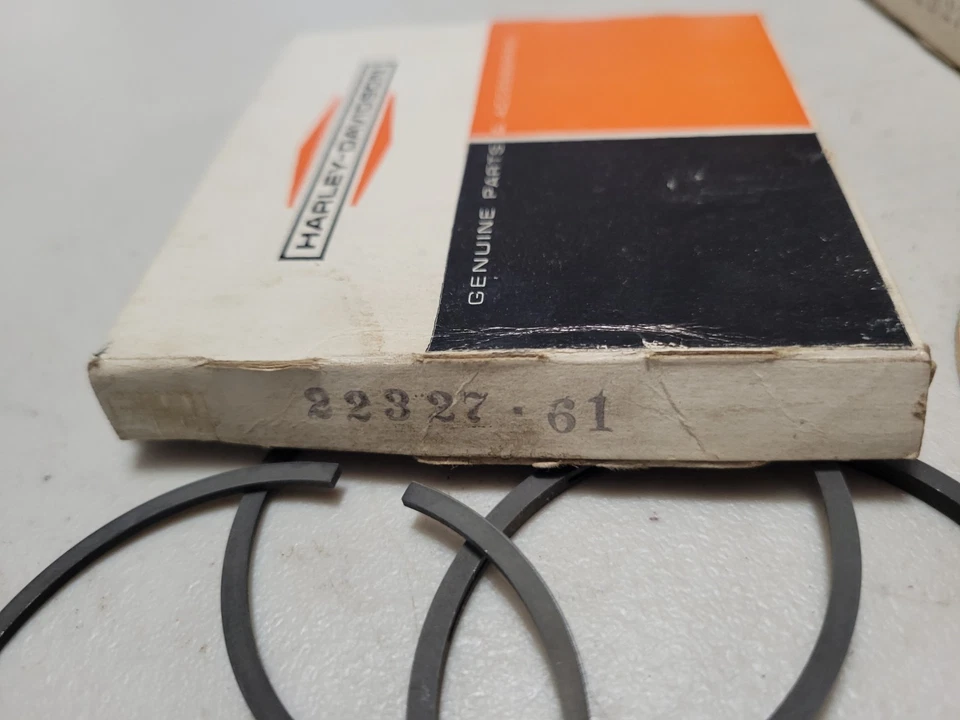 HARLEY-DAVIDSON
GENUINE PARTS
22327-61